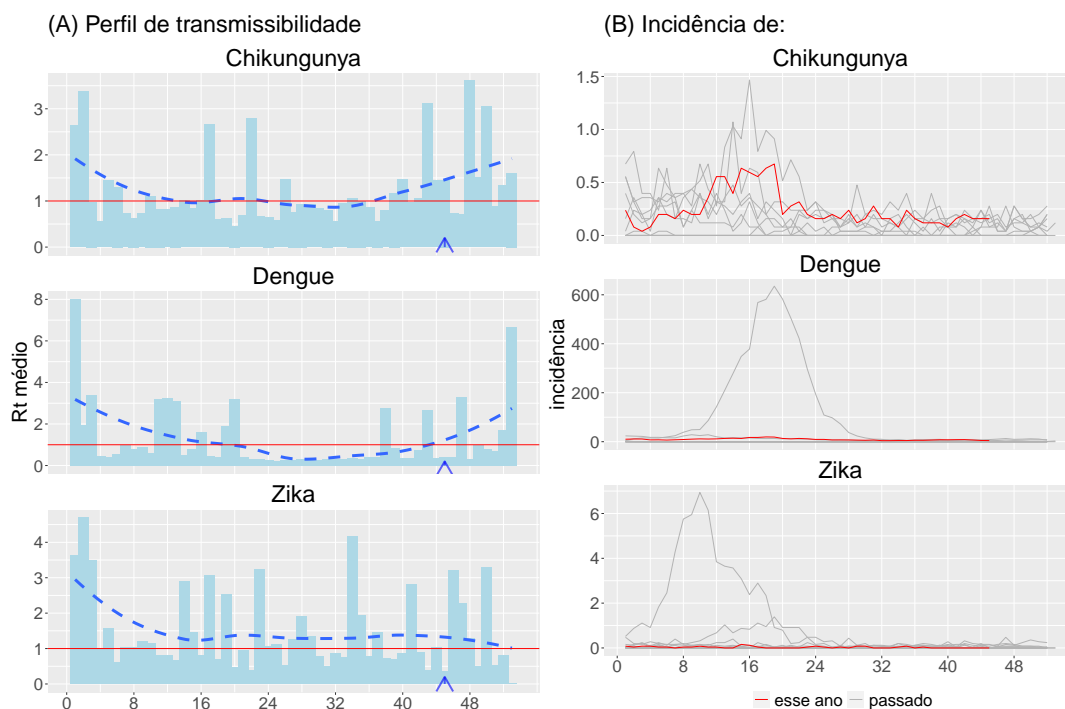 (A) Perfil de transmissibilidade
Chikungunya
3
2
1
0
Dengue
8
6
4
2
0
Rt médio
Zika
4
3
2
1
0
0 8 16 24 32 40 48
(B) Incidência de:
Chikungunya
1.5
1.0
0.5
0.0
Dengue
600
400
200
0
incidência
Zika
6
4
2
0
0 8 16 24 32 40 48
esse ano passado